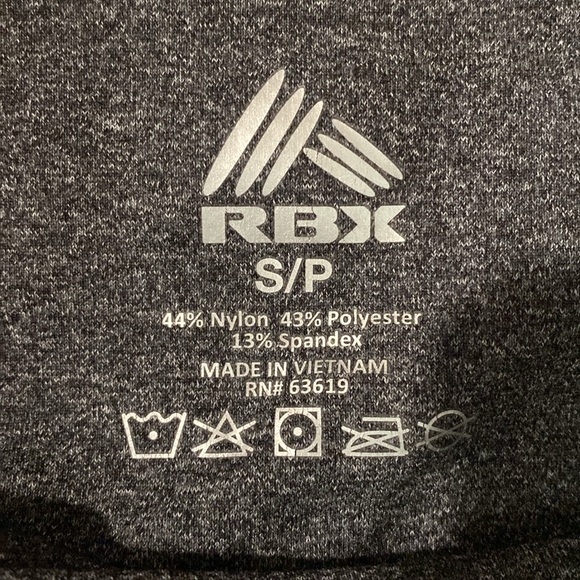 RBX
S/P
44% Nylon 43% Polyester
13% Spandex
MADE IN VIETNAM
RN# 63619